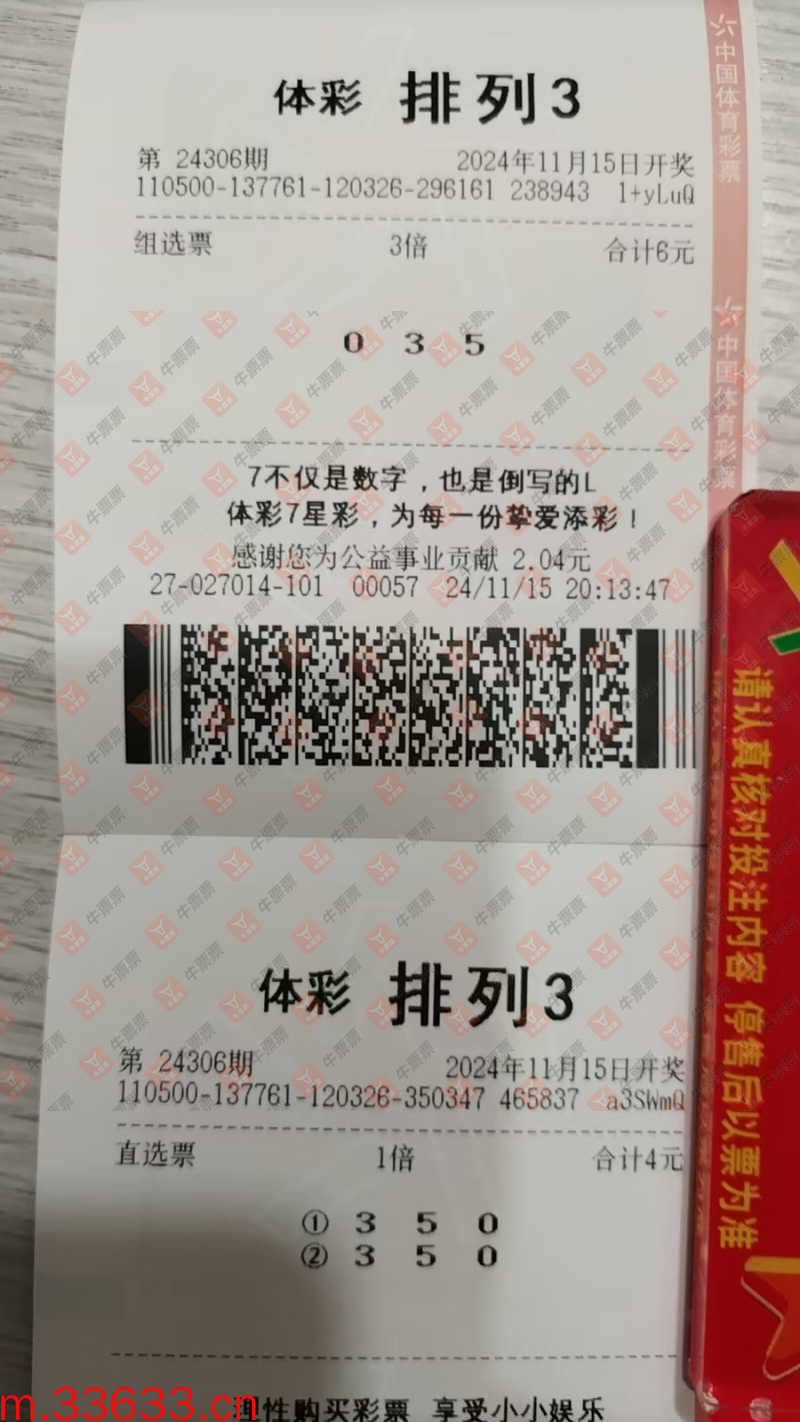 体彩 排列3
第 24306期 2024年11月15日开奖
110500-137761-120326-296161 238943 1+yLuQ
组选票 3倍 合计6元
0 3 5
7不仅是数字，也是倒写的L
体彩7星彩，为每一份挚爱添彩！
感谢您为公益事业贡献 2.04元
27-027014-101 00057 24/11/15 20:13:47
体彩 排列3
第 24306期 2024年11月15日开奖
110500-137761-120326-350347 465837 a3SWmQ
直选票 1倍 合计4元
① 3 5 0
② 3 5 0
理性购买彩票 享受小小娱乐
中国体育彩票
中国体育彩票
请认真核对投注内容 停售后以票为准
牛票票
m.33633.cn